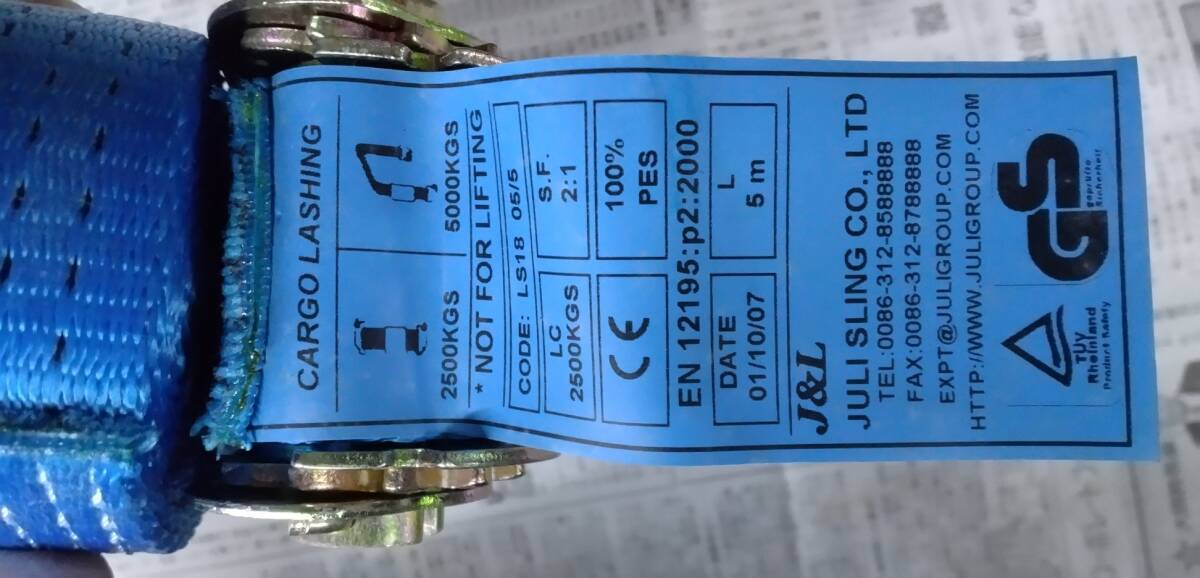 CARGO LASHING
2500KGS 5000KGS
* NOT FOR LIFTING
CODE: LS18 05/5
LC S.F.
2500KGS 2:1
CE 100%
PES
EN 12195:p2:2000
DATE L
01/10/07 5 m
J&L
JULI SLING CO., LTD
TEL:0086-312-8588888
FAX:0086-312-8788888
EXPT@JULIGROUP.COM
HTTP://WWW.JULIGROUP.COM
TÜV
Rheinland
Product Safety
GS
geprüfte
Sicherheit